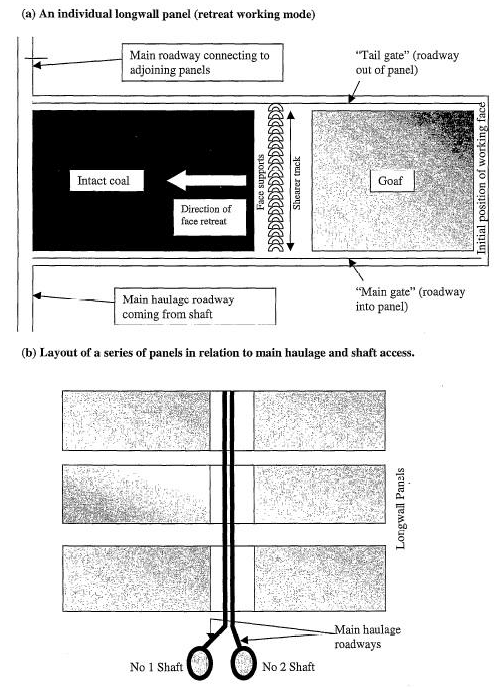 (a) An individual longwall panel (retreat working mode)
Main roadway connecting to
adjoining panels
"Tail gate" (roadway
out of panel)
Intact coal
Direction of
face retreat
Face supports
Shearer track
Goaf
Initial position of working face
Main haulage roadway
coming from shaft
"Main gate" (roadway
into panel)
(b) Layout of a series of panels in relation to main haulage and shaft access.
Longwall Panels
Main haulage
roadways
No 1 Shaft
No 2 Shaft